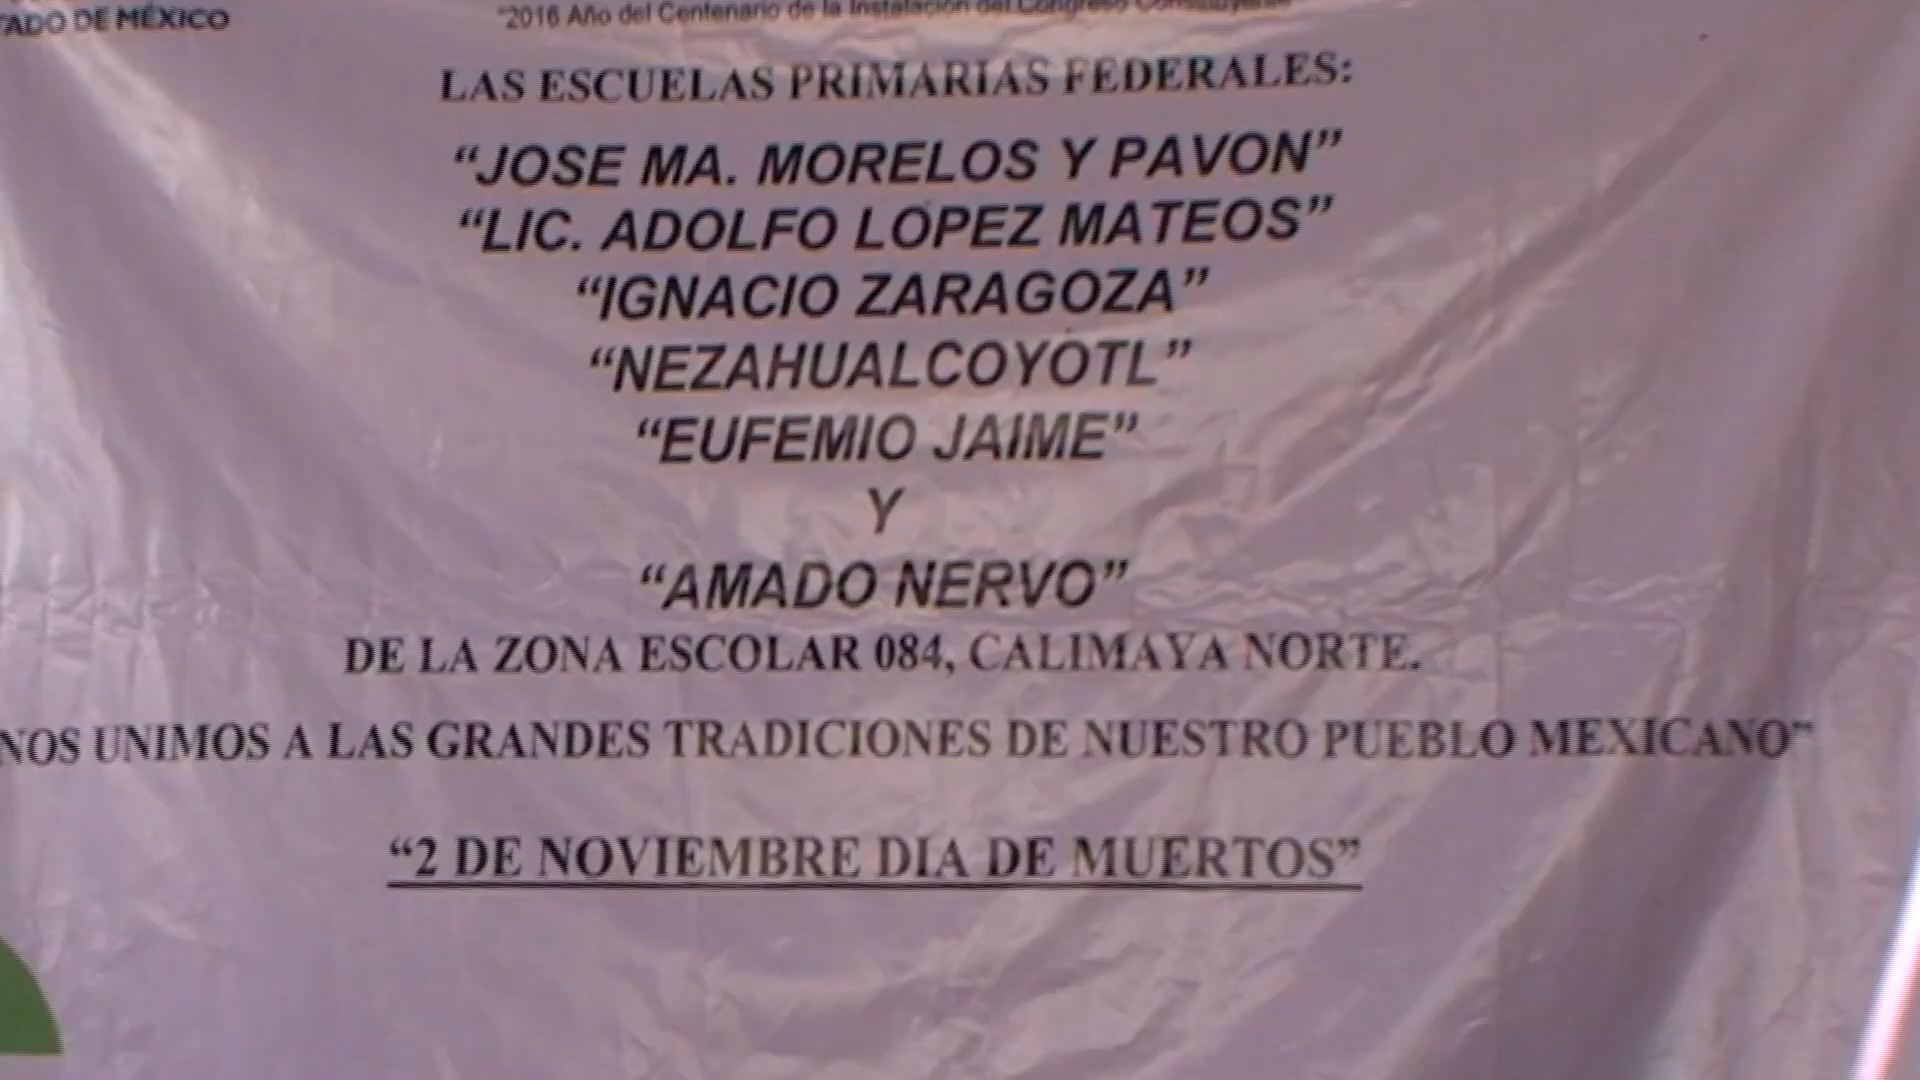 ADO DE MÉXICO
"2016 Año del Centenario de la Instalación del Congreso Constituyente"
LAS ESCUELAS PRIMARIAS FEDERALES:
“JOSE MA. MORELOS Y PAVON”
“LIC. ADOLFO LOPEZ MATEOS”
“IGNACIO ZARAGOZA”
“NEZAHUALCOYOTL”
“EUFEMIO JAIME”
Y
“AMADO NERVO”
DE LA ZONA ESCOLAR 084, CALIMAYA NORTE.
NOS UNIMOS A LAS GRANDES TRADICIONES DE NUESTRO PUEBLO MEXICANO”
“2 DE NOVIEMBRE DIA DE MUERTOS”